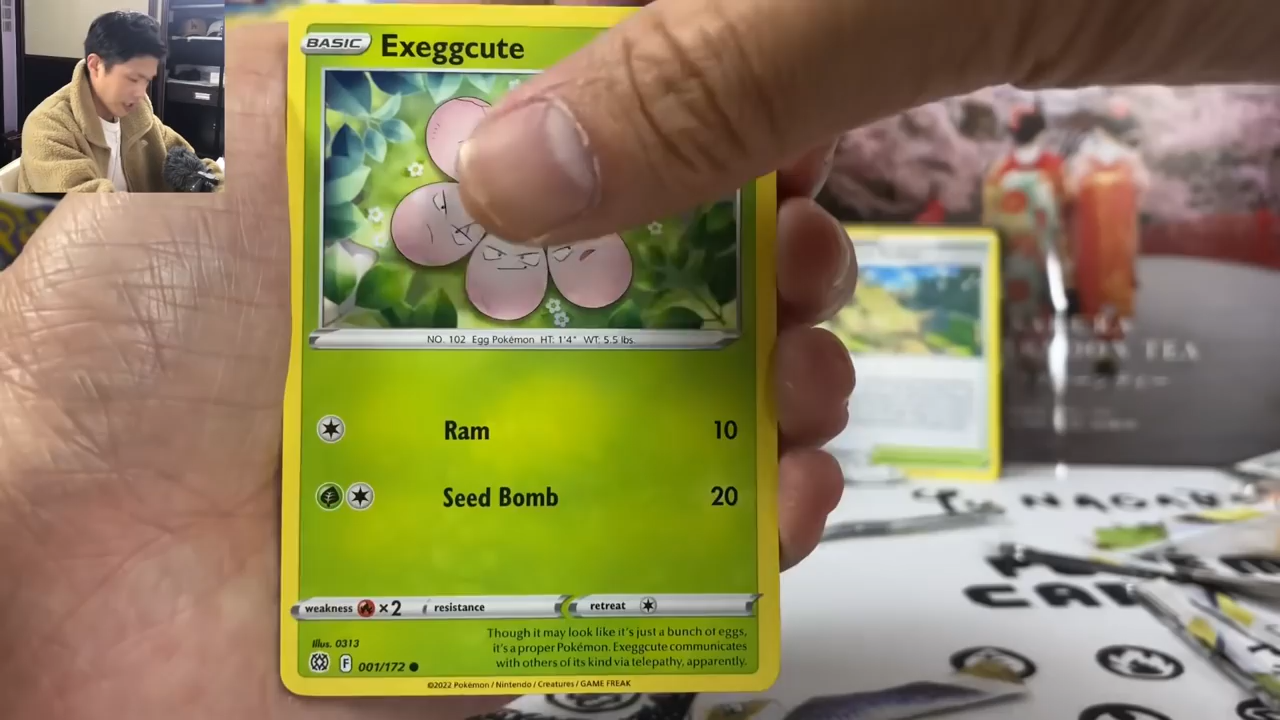 BASIC Exeggcute
NO. 102 Egg Pokémon HT: 1'4" WT: 5.5 lbs.
Ram 10
Seed Bomb 20
weakness ×2 resistance retreat
Though it may look like it's just a bunch of eggs,
it's a proper Pokémon. Exeggcute communicates
with others of its kind via telepathy, apparently.
Illus. 0313
F 001/172
©2022 Pokémon / Nintendo / Creatures / GAME FREAK
TEA